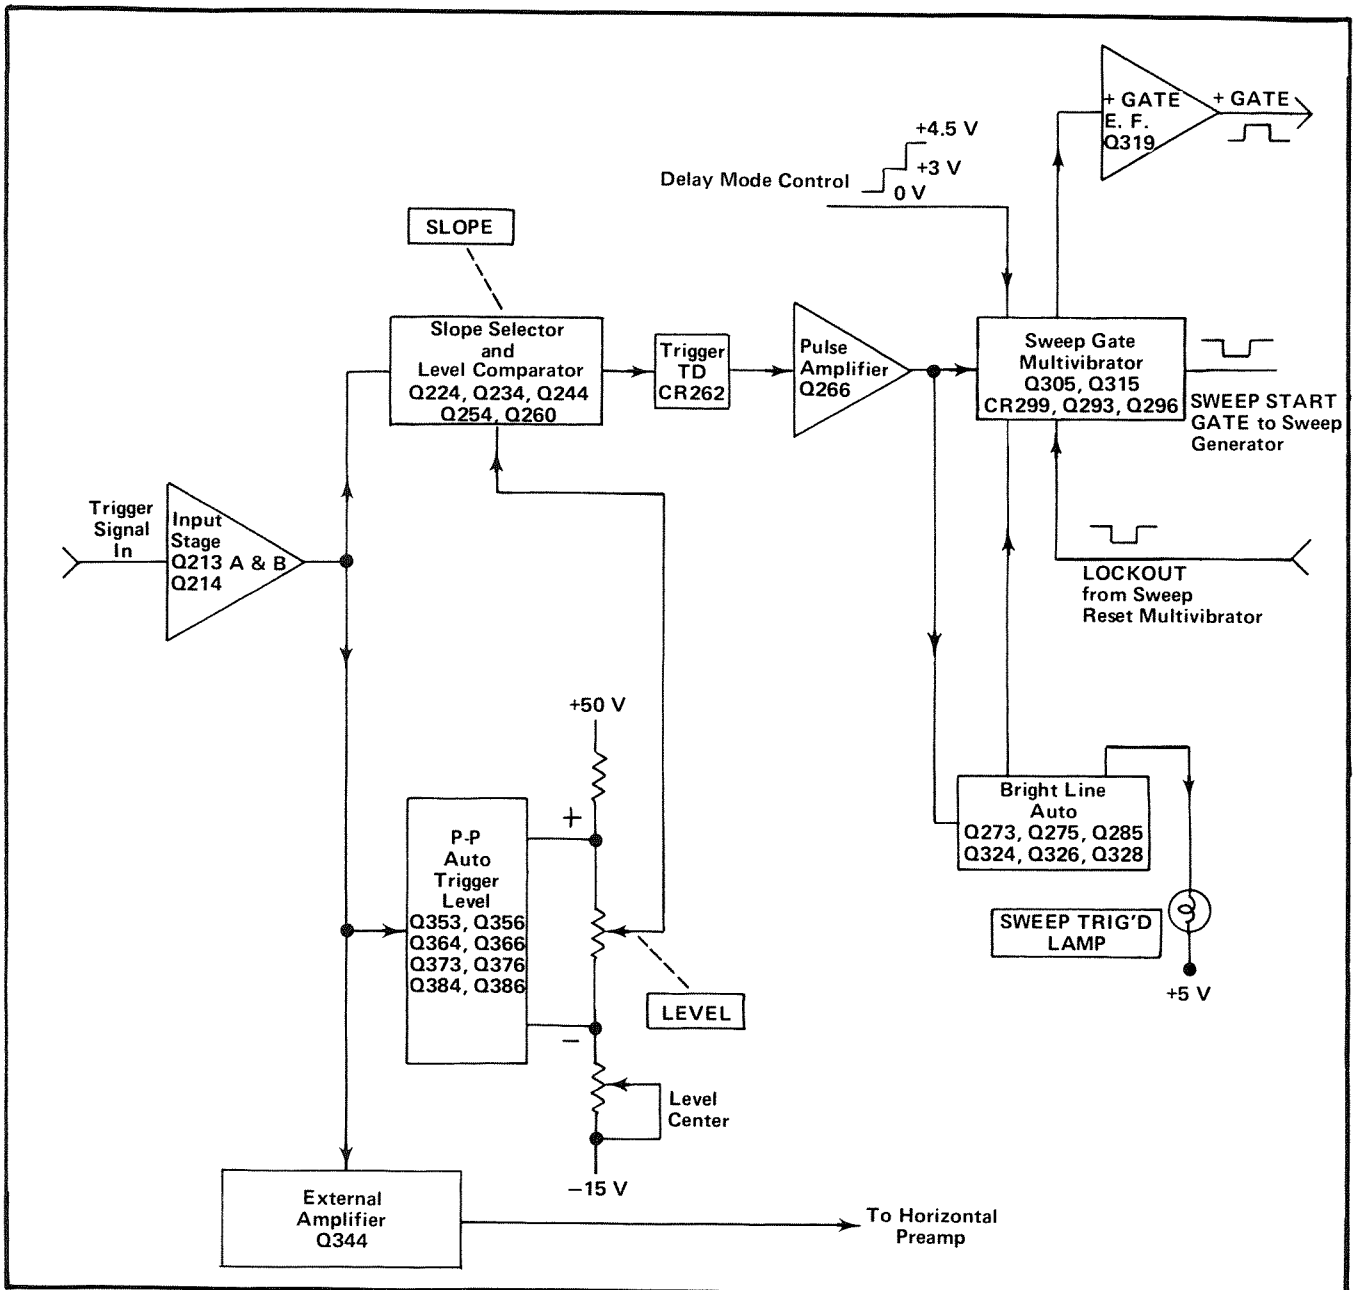 + GATE
E. F.
Q319
+ GATE
+4.5 V
+3 V
0 V
Delay Mode Control
SLOPE
Slope Selector
and
Level Comparator
Q224, Q234, Q244
Q254, Q260
Trigger
TD
CR262
Pulse
Amplifier
Q266
Sweep Gate
Multivibrator
Q305, Q315
CR299, Q293, Q296
SWEEP START
GATE to Sweep
Generator
Trigger
Signal
In
Input
Stage
Q213 A & B
Q214
LOCKOUT
from Sweep
Reset Multivibrator
+50 V
+
P-P
Auto
Trigger
Level
Q353, Q356
Q364, Q366
Q373, Q376
Q384, Q386
−
LEVEL
Level
Center
−15 V
Bright Line
Auto
Q273, Q275, Q285
Q324, Q326, Q328
SWEEP TRIG'D
LAMP
+5 V
External
Amplifier
Q344
To Horizontal
Preamp